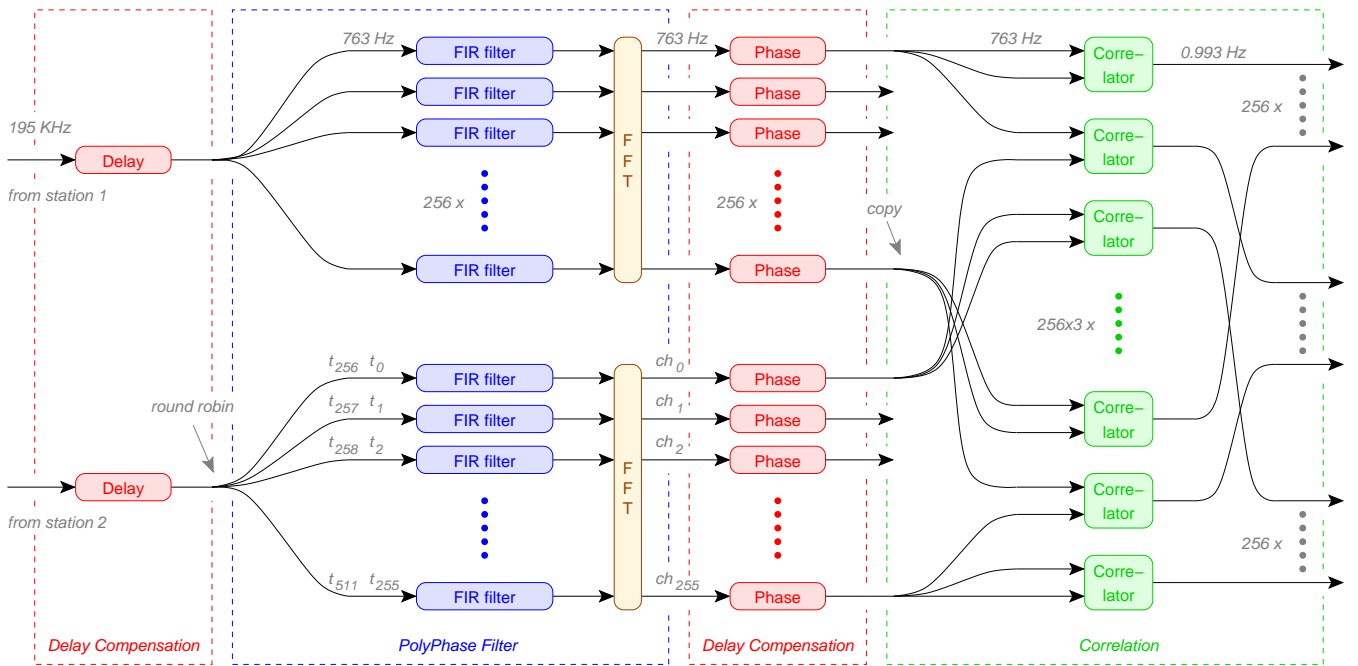 763 Hz FIR filter 763 Hz Phase 763 Hz Corre–
lator 0.993 Hz
FIR filter Phase
256 x
195 KHz FIR filter Phase Corre–
lator
Delay F
F
T
from station 1 256 x 256 x copy Corre–
lator
FIR filter Phase
256x3 x
t256 t0 FIR filter ch0 Phase
round robin t257 t1 FIR filter ch1 Phase Corre–
lator
t258 t2 FIR filter ch2 Phase
Delay F
F
T Corre–
lator
from station 2
256 x
t511 t255 FIR filter ch255 Phase Corre–
lator
Delay Compensation PolyPhase Filter Delay Compensation Correlation